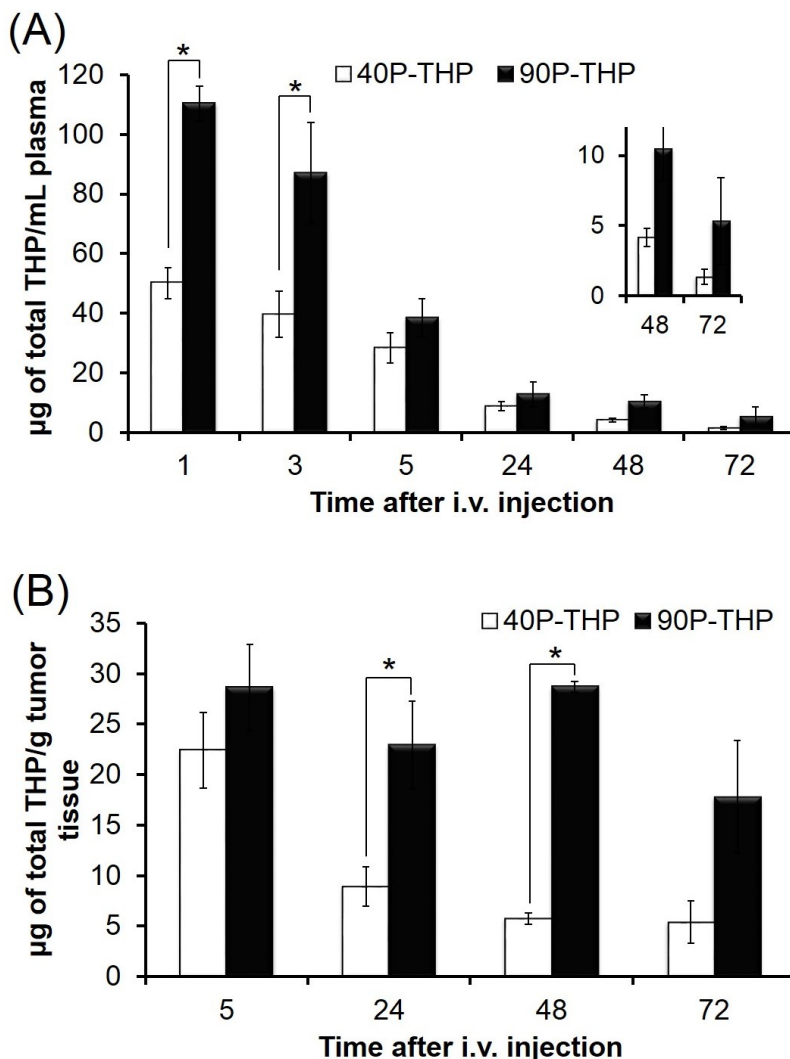 (A)
120
100
80
60
40
20
0
µg of total THP/mL plasma
40P-THP 90P-THP
*
*
10
5
0
48 72
1 3 5 24 48 72
Time after i.v. injection
(B)
35
30
25
20
15
10
5
0
µg of total THP/g tumor
tissue
40P-THP 90P-THP
*
*
5 24 48 72
Time after i.v. injection